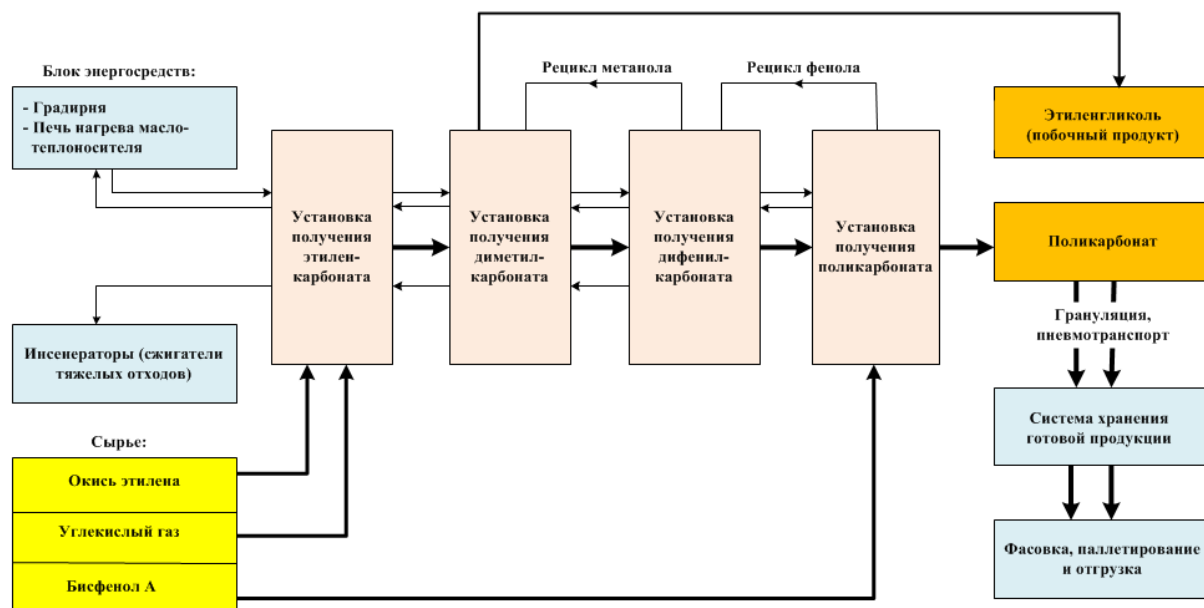 Блок энергосредств:
- Градирня
- Печь нагрева масло-
теплоносителя
Рецикл метанола
Рецикл фенола
Этиленгликоль
(побочный продукт)
Установка
получения
этилен-
карбоната
Установка
получения
диметил-
карбоната
Установка
получения
дифенил-
карбоната
Установка
получения
поликарбоната
Поликарбонат
Грануляция,
пневмотранспорт
Инсенераторы (сжигатели
тяжелых отходов)
Система хранения
готовой продукции
Сырье:
Окись этилена
Углекислый газ
Бисфенол А
Фасовка, паллетирование
и отгрузка